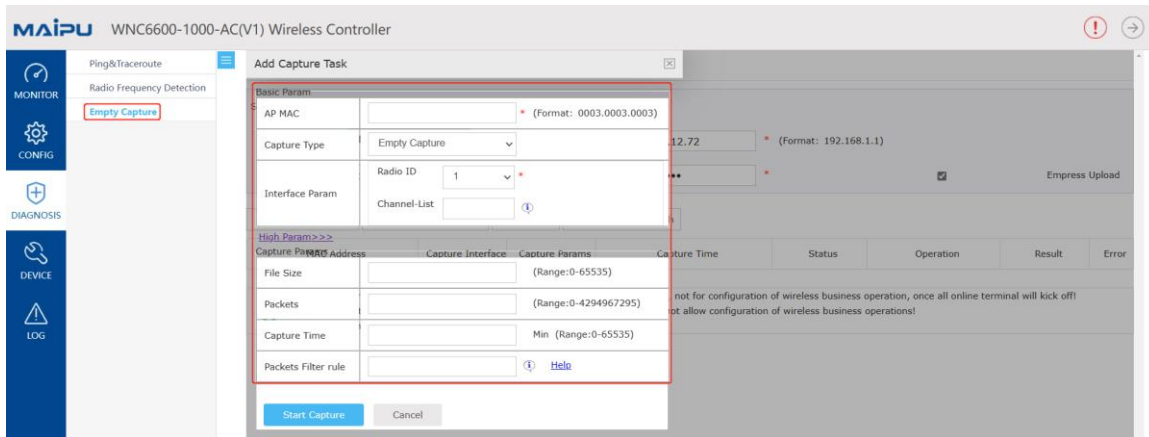 MAIPU WNC6600-1000-AC(V1) Wireless Controller
MONITOR
CONFIG
DIAGNOSIS
DEVICE
LOG
Ping&Traceroute
Radio Frequency Detection
Empty Capture
Add Capture Task
Basic Param
AP MAC * (Format: 0003.0003.0003)
Capture Type Empty Capture
Interface Param
Radio ID 1 *
Channel-List
High Param>>>
Capture Params
File Size (Range:0-65535)
Packets (Range:0-4294967295)
Capture Time Min (Range:0-65535)
Packets Filter rule Help
Start Capture Cancel
12.72 * (Format: 192.168.1.1)
* Empress Upload
MAC Address Capture Interface Capture Params Capture Time Status Operation Result Error
not for configuration of wireless business operation, once all online terminal will kick off!
not allow configuration of wireless business operations!